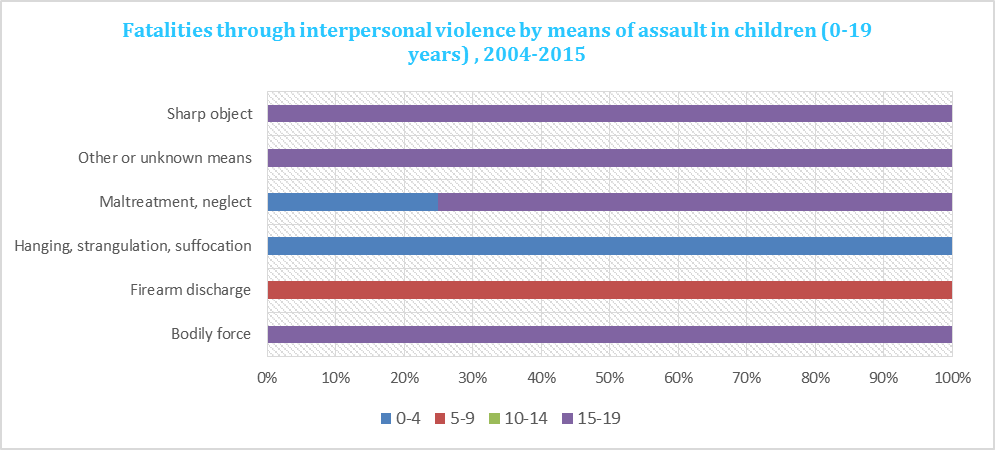 Fatalities through interpersonal violence by means of assault in children (0-19
years) , 2004-2015
Sharp object
Other or unknown means
Maltreatment, neglect
Hanging, strangulation, suffocation
Firearm discharge
Bodily force
0% 10% 20% 30% 40% 50% 60% 70% 80% 90% 100%
0-4 5-9 10-14 15-19